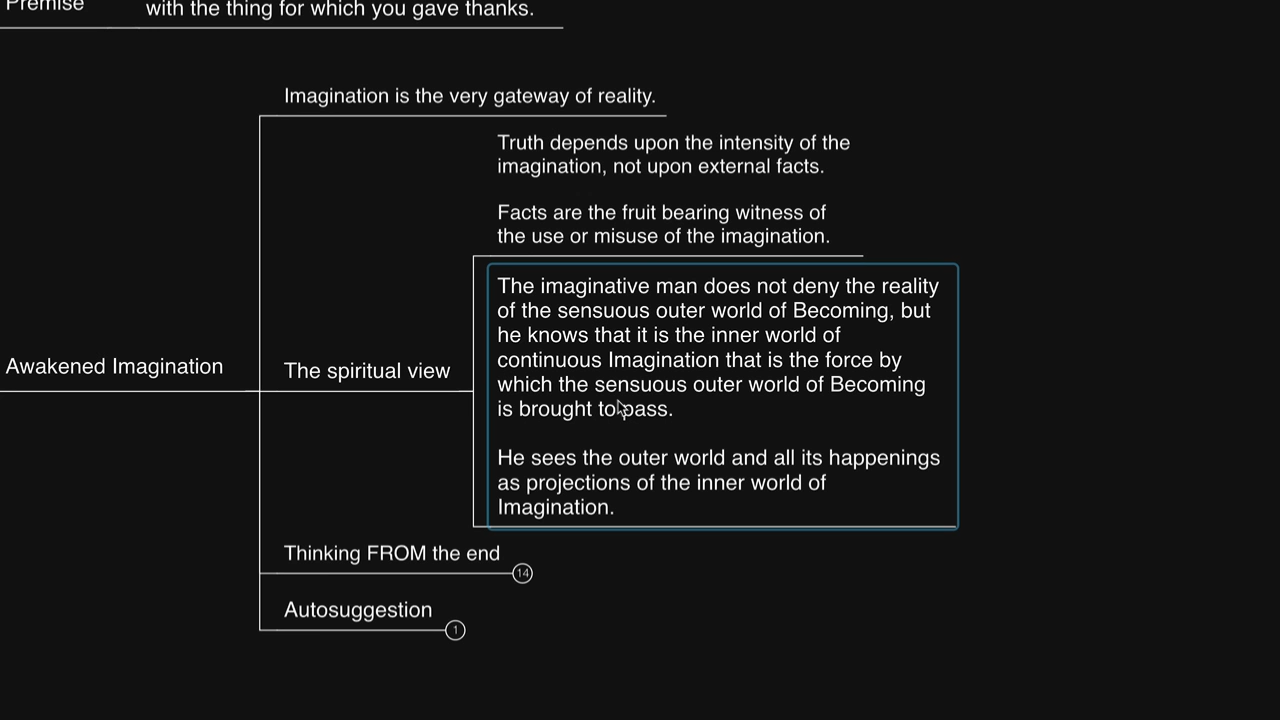 Premise
with the thing for which you gave thanks.
Imagination is the very gateway of reality.
Truth depends upon the intensity of the
imagination, not upon external facts.
Facts are the fruit bearing witness of
the use or misuse of the imagination.
The imaginative man does not deny the reality
of the sensuous outer world of Becoming, but
he knows that it is the inner world of
continuous Imagination that is the force by
which the sensuous outer world of Becoming
is brought to pass.
He sees the outer world and all its happenings
as projections of the inner world of
Imagination.
Awakened Imagination
The spiritual view
Thinking FROM the end
14
Autosuggestion
1